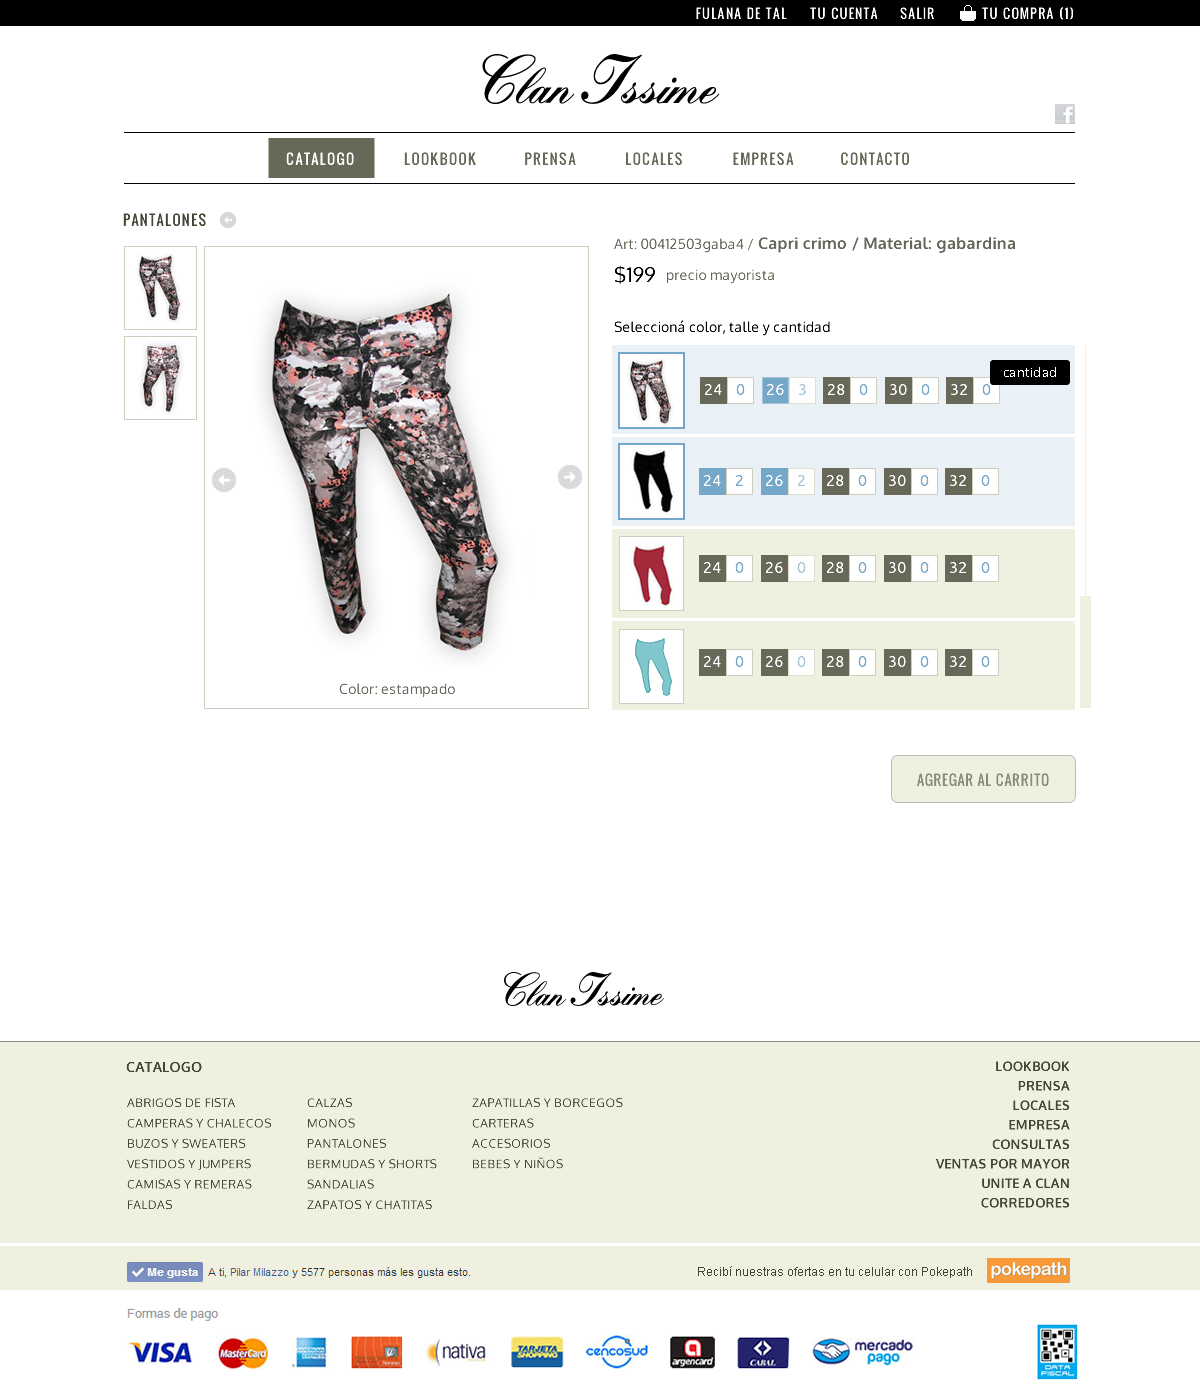 FULANA DE TAL TU CUENTA SALIR TU COMPRA (1)
Clan Issime
CATALOGO LOOKBOOK PRENSA LOCALES EMPRESA CONTACTO
PANTALONES
Art: 00412503gaba4 / Capri crimo / Material: gabardina
$199 precio mayorista
Seleccioná color, talle y cantidad
cantidad
24 0 26 3 28 0 30 0 32 0
24 2 26 2 28 0 30 0 32 0
24 0 26 0 28 0 30 0 32 0
24 0 26 0 28 0 30 0 32 0
Color: estampado
AGREGAR AL CARRITO
Clan Issime
CATALOGO
ABRIGOS DE FISTA
CAMPERAS Y CHALECOS
BUZOS Y SWEATERS
VESTIDOS Y JUMPERS
CAMISAS Y REMERAS
FALDAS
CALZAS
MONOS
PANTALONES
BERMUDAS Y SHORTS
SANDALIAS
ZAPATOS Y CHATITAS
ZAPATILLAS Y BORCEGOS
CARTERAS
ACCESORIOS
BEBES Y NIÑOS
LOOKBOOK
PRENSA
LOCALES
EMPRESA
CONSULTAS
VENTAS POR MAYOR
UNITE A CLAN
CORREDORES
Me gusta A ti, Pilar Milazzo y 5577 personas más les gusta esto.
Recibí nuestras ofertas en tu celular con Pokepath pokepath
Formas de pago
VISA MasterCard AMERICAN EXPRESS Naranja nativa TARJETA SHOPPING cencosud argencard CABAL mercado pago
DATA FISCAL